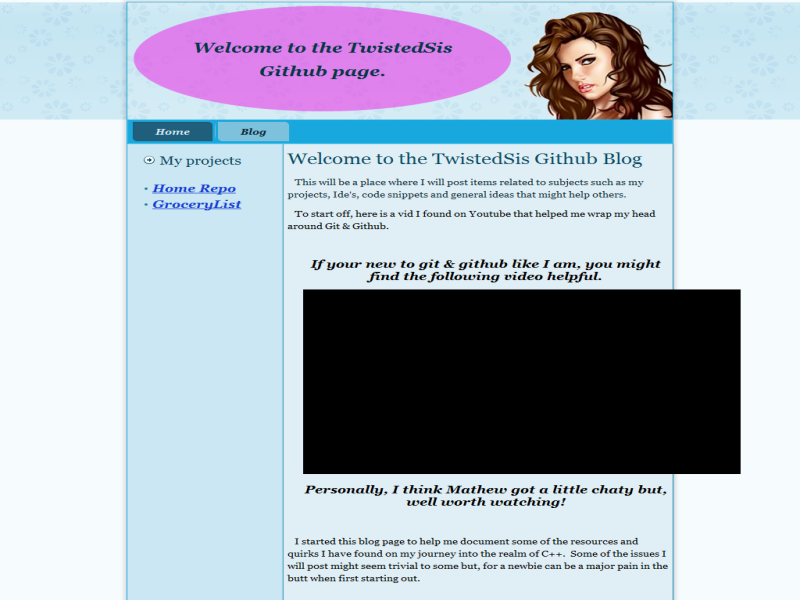 Welcome to the TwistedSis
Github page.
Home
Blog
My projects
Home Repo
GroceryList
Welcome to the TwistedSis Github Blog
This will be a place where I will post items related to subjects such as my
projects, Ide's, code snippets and general ideas that might help others.
To start off, here is a vid I found on Youtube that helped me wrap my head
around Git & Github.
If your new to git & github like I am, you might
find the following video helpful.
Personally, I think Mathew got a little chaty but,
well worth watching!
I started this blog page to help me document some of the resources and
quirks I have found on my journey into the realm of C++. Some of the issues I
will post might seem trivial to some but, for a newbie can be a major pain in the
butt when first starting out.